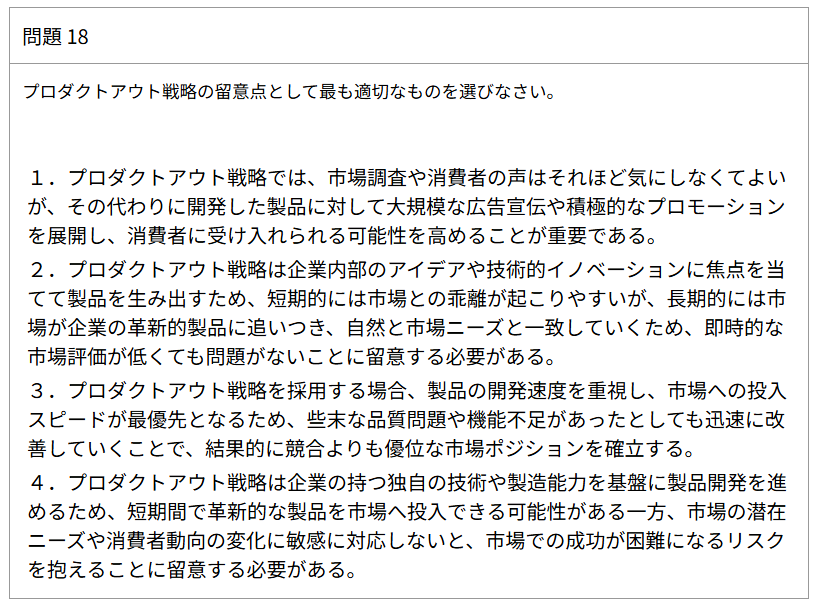 問題 18
プロダクトアウト戦略の留意点として最も適切なものを選びなさい。
１．プロダクトアウト戦略では、市場調査や消費者の声はそれほど気にしなくてよい
が、その代わりに開発した製品に対して大規模な広告宣伝や積極的なプロモーション
を展開し、消費者に受け入れられる可能性を高めることが重要である。
２．プロダクトアウト戦略は企業内部のアイデアや技術的イノベーションに焦点を当
てて製品を生み出すため、短期的には市場との乖離が起こりやすいが、長期的には市
場が企業の革新的製品に追いつき、自然と市場ニーズと一致していくため、即時的な
市場評価が低くても問題がないことに留意する必要がある。
３．プロダクトアウト戦略を採用する場合、製品の開発速度を重視し、市場への投入
スピードが最優先となるため、些末な品質問題や機能不足があったとしても迅速に改
善していくことで、結果的に競合よりも優位な市場ポジションを確立する。
４．プロダクトアウト戦略は企業の持つ独自の技術や製造能力を基盤に製品開発を進
めるため、短期間で革新的な製品を市場へ投入できる可能性がある一方、市場の潜在
ニーズや消費者動向の変化に敏感に対応しないと、市場での成功が困難になるリスク
を抱えることに留意する必要がある。